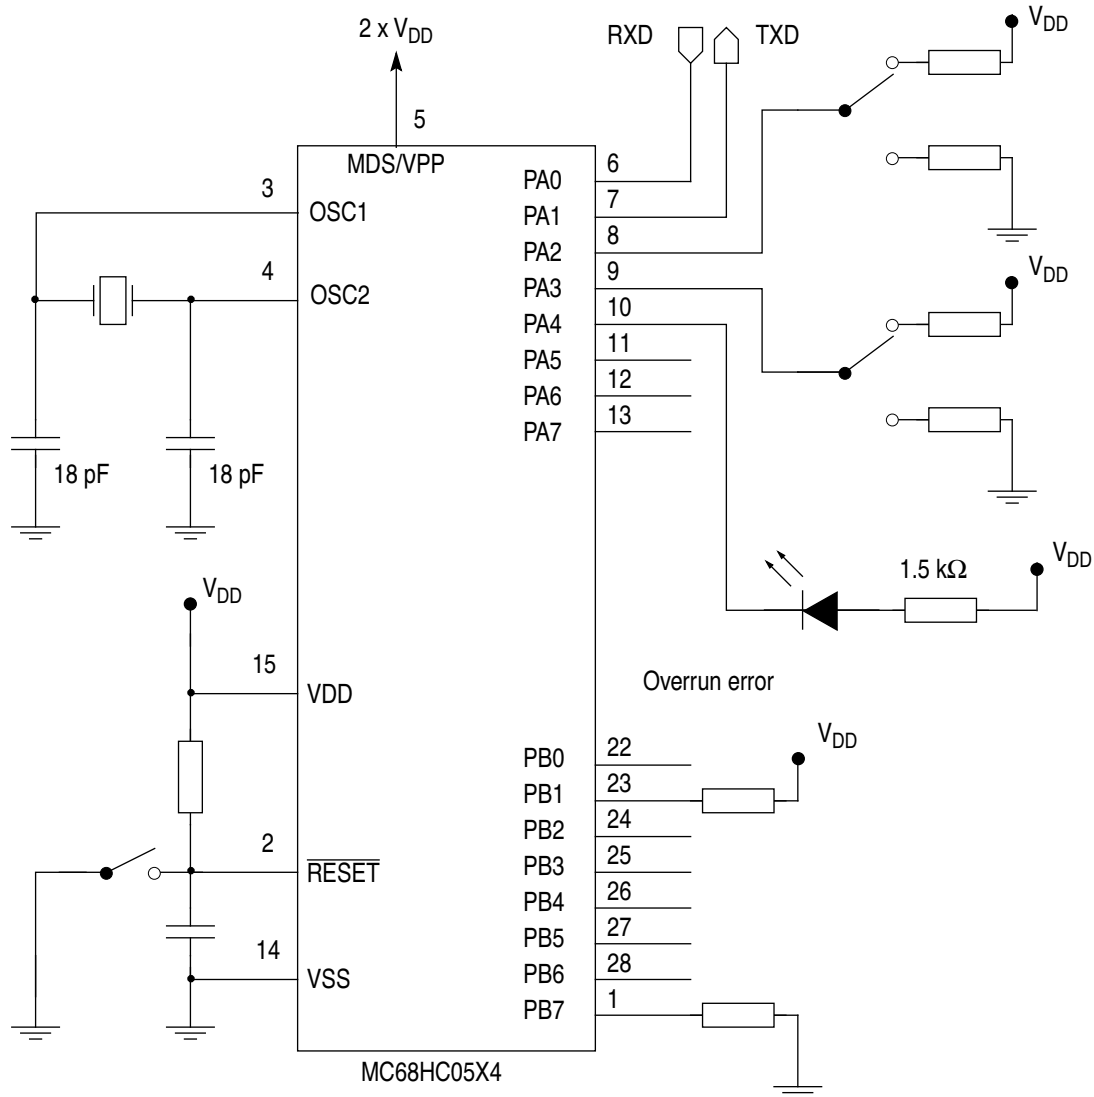 2 x VDD
RXD
TXD
VDD
5
MDS/VPP
3
OSC1
4
OSC2
PA0
6
PA1
7
PA2
8
PA3
9
PA4
10
PA5
11
PA6
12
PA7
13
VDD
18 pF
18 pF
VDD
1.5 kΩ
VDD
15
VDD
Overrun error
VDD
PB0
22
PB1
23
PB2
24
PB3
25
PB4
26
PB5
27
PB6
28
PB7
1
2
RESET
14
VSS
MC68HC05X4